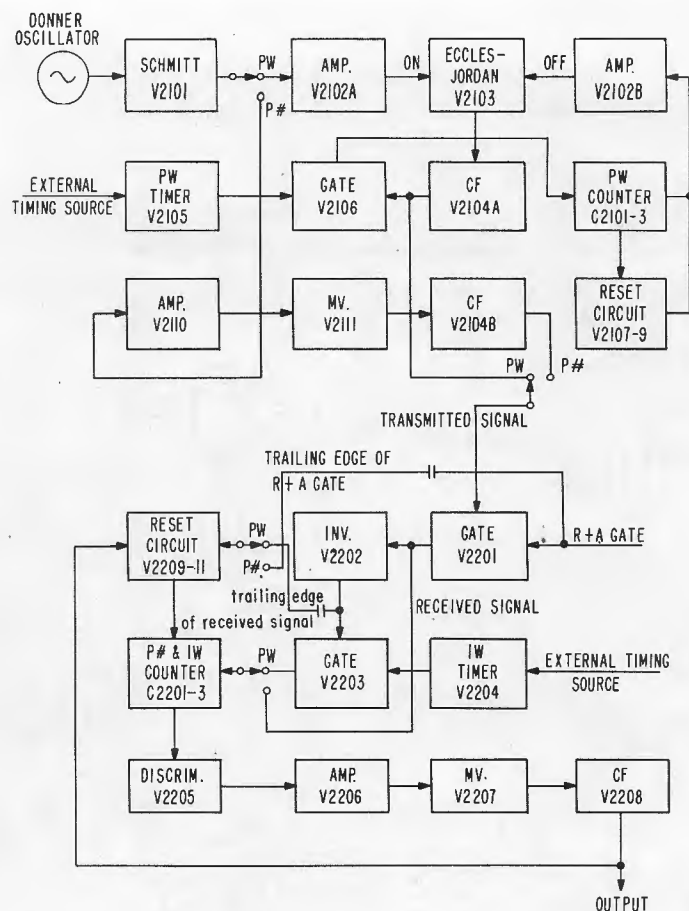 DONNER
OSCILLATOR
SCHMITT
V2101
PW
P#
AMP.
V2102A
ON
ECCLES-
JORDAN
V2103
OFF
AMP.
V2102B
EXTERNAL
TIMING SOURCE
PW
TIMER
V2105
GATE
V2106
CF
V2104A
PW
COUNTER
C2101-3
AMP.
V2110
MV.
V2111
CF
V2104B
RESET
CIRCUIT
V2107-9
PW
P#
TRANSMITTED SIGNAL
TRAILING EDGE OF
R+A GATE
RESET
CIRCUIT
V2209-11
PW
P#
INV.
V2202
GATE
V2201
R+A GATE
trailing edge
of received signal
RECEIVED SIGNAL
P# & IW
COUNTER
C2201-3
PW
GATE
V2203
IW
TIMER
V2204
EXTERNAL TIMING
SOURCE
DISCRIM.
V2205
AMP.
V2206
MV.
V2207
CF
V2208
OUTPUT